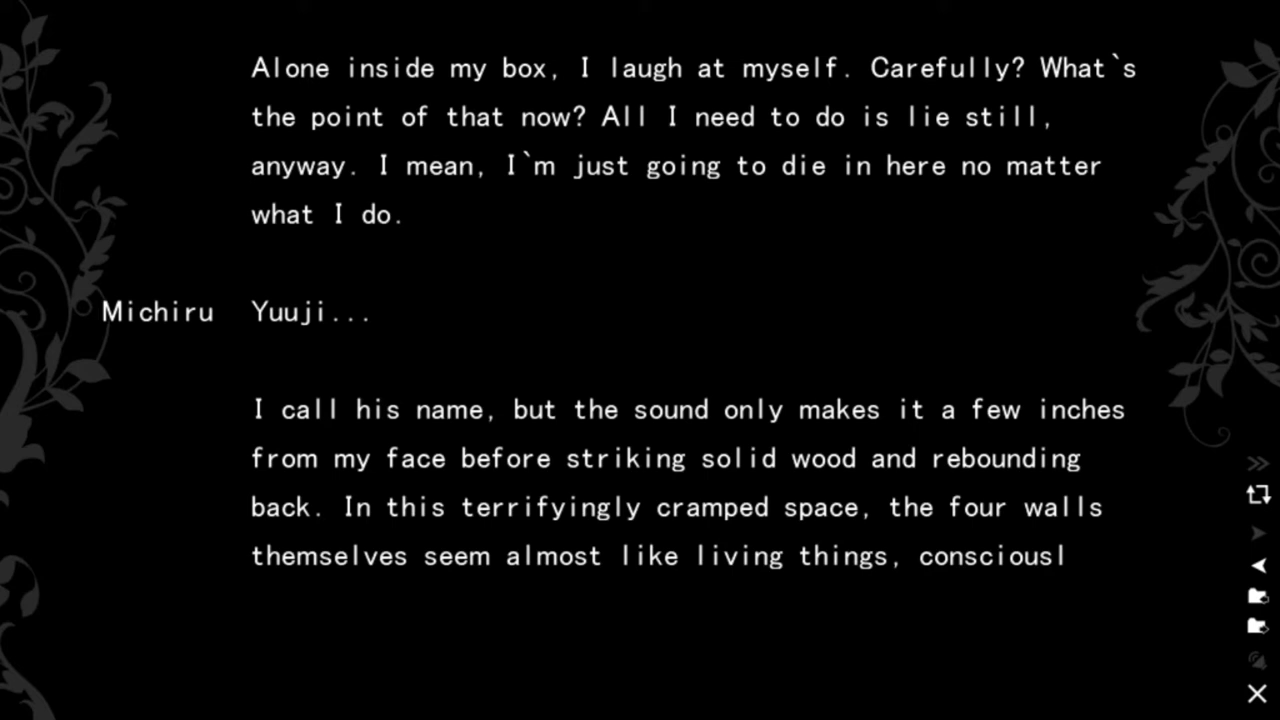 Alone inside my box, I laugh at myself. Carefully? What`s
the point of that now? All I need to do is lie still,
anyway. I mean, I`m just going to die in here no matter
what I do.
Michiru Yuuji...
I call his name, but the sound only makes it a few inches
from my face before striking solid wood and rebounding
back. In this terrifyingly cramped space, the four walls
themselves seem almost like living things, consciousl